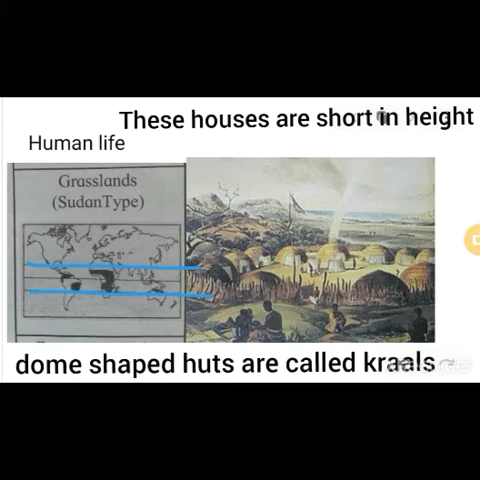 These houses are short in height
Human life
Grasslands
(SudanType)
dome shaped huts are called kraals